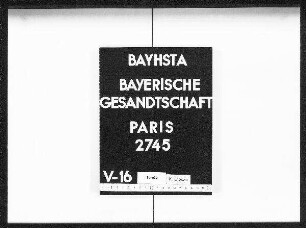 BAYHSTA
BAYERISCHE
GESANDTSCHAFT
PARIS
2745
V-16